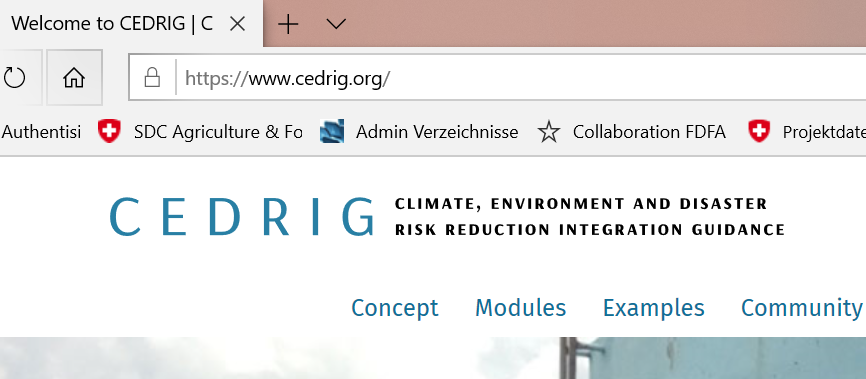 Welcome to CEDRIG | C
https://www.cedrig.org/
Authentisi SDC Agriculture & Fo Admin Verzeichnisse Collaboration FDFA Projektdate
CEDRIG
CLIMATE, ENVIRONMENT AND DISASTER
RISK REDUCTION INTEGRATION GUIDANCE
Concept Modules Examples Community